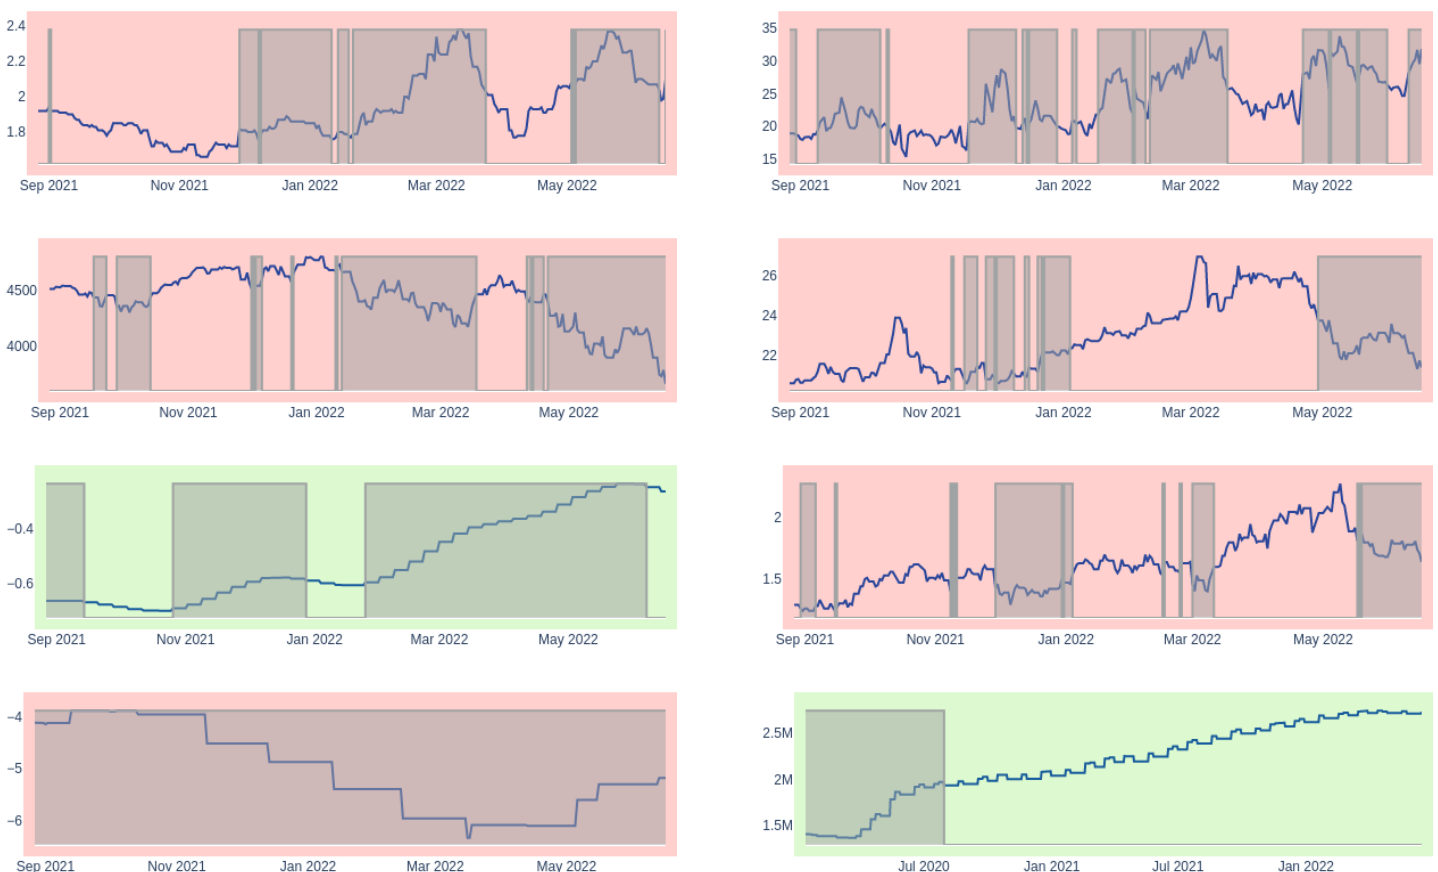 2.4
2.2
2
1.8
Sep 2021 Nov 2021 Jan 2022 Mar 2022 May 2022
35
30
25
20
15
Sep 2021 Nov 2021 Jan 2022 Mar 2022 May 2022
4500
4000
Sep 2021 Nov 2021 Jan 2022 Mar 2022 May 2022
26
24
22
Sep 2021 Nov 2021 Jan 2022 Mar 2022 May 2022
−0.4
−0.6
Sep 2021 Nov 2021 Jan 2022 Mar 2022 May 2022
2
1.5
Sep 2021 Nov 2021 Jan 2022 Mar 2022 May 2022
−4
−5
−6
Sep 2021 Nov 2021 Jan 2022 Mar 2022 May 2022
2.5M
2M
1.5M
Jul 2020 Jan 2021 Jul 2021 Jan 2022